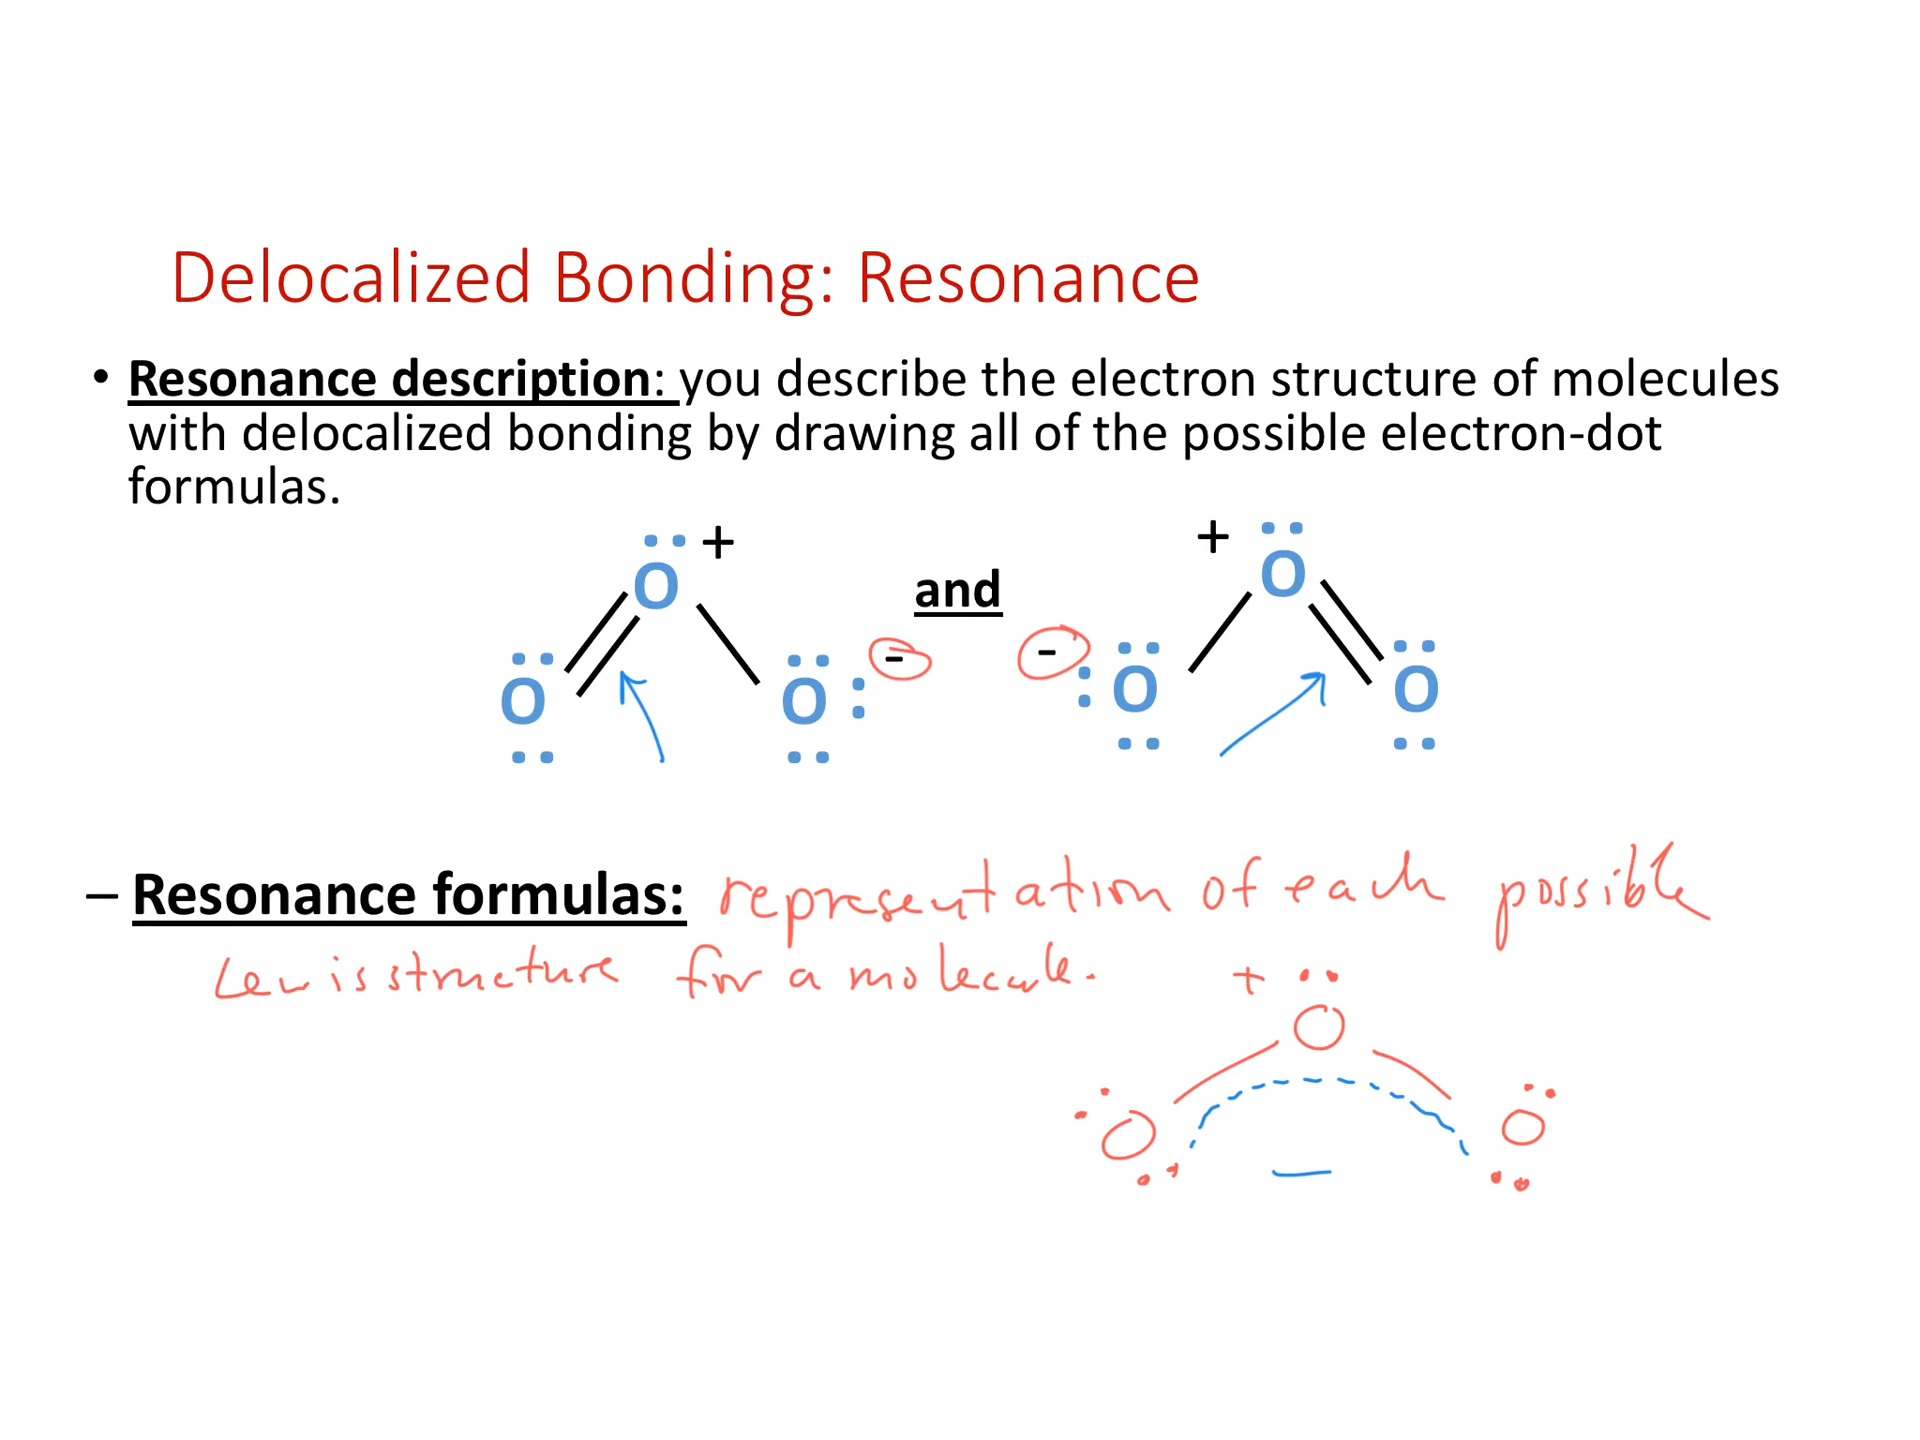 Delocalized Bonding: Resonance
• Resonance description: you describe the electron structure of molecules
with delocalized bonding by drawing all of the possible electron-dot
formulas.
O + and + O
O O - - O O
– Resonance formulas: representation of each possible
Lewis structure for a molecule.
+
O
O O
–